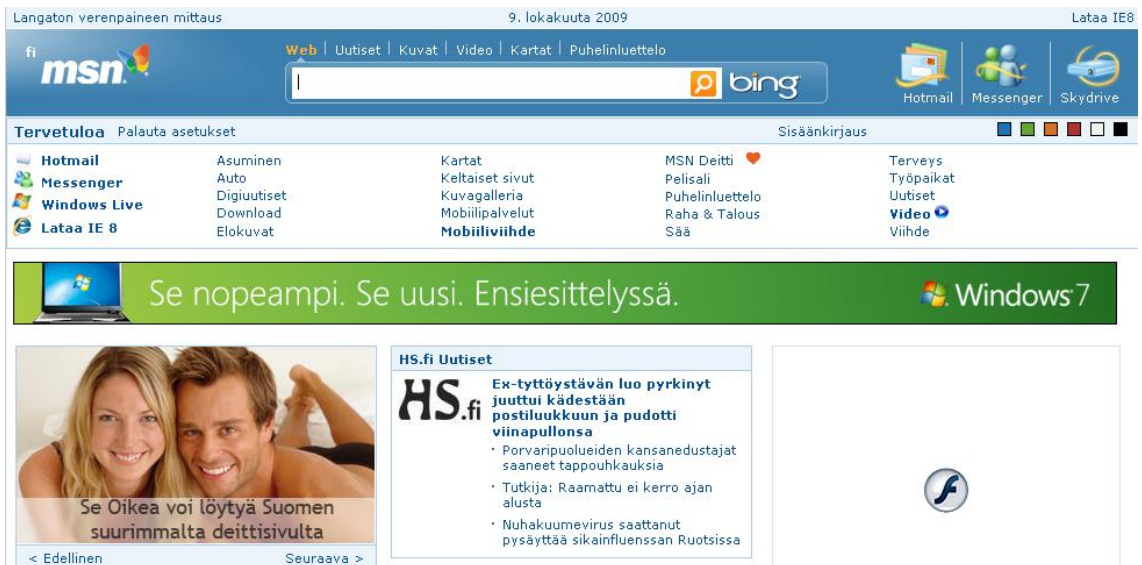 Langaton verenpaineen mittaus
9. lokakuuta 2009
Lataa IE8
fi
msn
Web | Uutiset | Kuvat | Video | Kartat | Puhelinluettelo
bing
Hotmail | Messenger | Skydrive
Tervetuloa Palauta asetukset
Sisäänkirjaus
Hotmail
Messenger
Windows Live
Lataa IE 8
Asuminen
Auto
Digiuutiset
Download
Elokuvat
Kartat
Keltaiset sivut
Kuvagalleria
Mobiilipalvelut
Mobiiliviihde
MSN Deitti
Pelisali
Puhelinluettelo
Raha & Talous
Sää
Terveys
Työpaikat
Uutiset
Video
Viihde
Se nopeampi. Se uusi. Ensiesittelyssä.
Windows 7
Se Oikea voi löytyä Suomen
suurimmalta deittisivulta
< Edellinen
Seuraava >
HS.fi Uutiset
HS.fi
Ex-tyttöystävän luo pyrkinyt
juuttui kädestään
postiluukkuun ja pudotti
viinapullonsa
· Porvaripuolueiden kansanedustajat
saaneet tappouhkauksia
· Tutkija: Raamattu ei kerro ajan
alusta
· Nuhakuumevirus saattanut
pysäyttää sikainfluenssan Ruotsissa